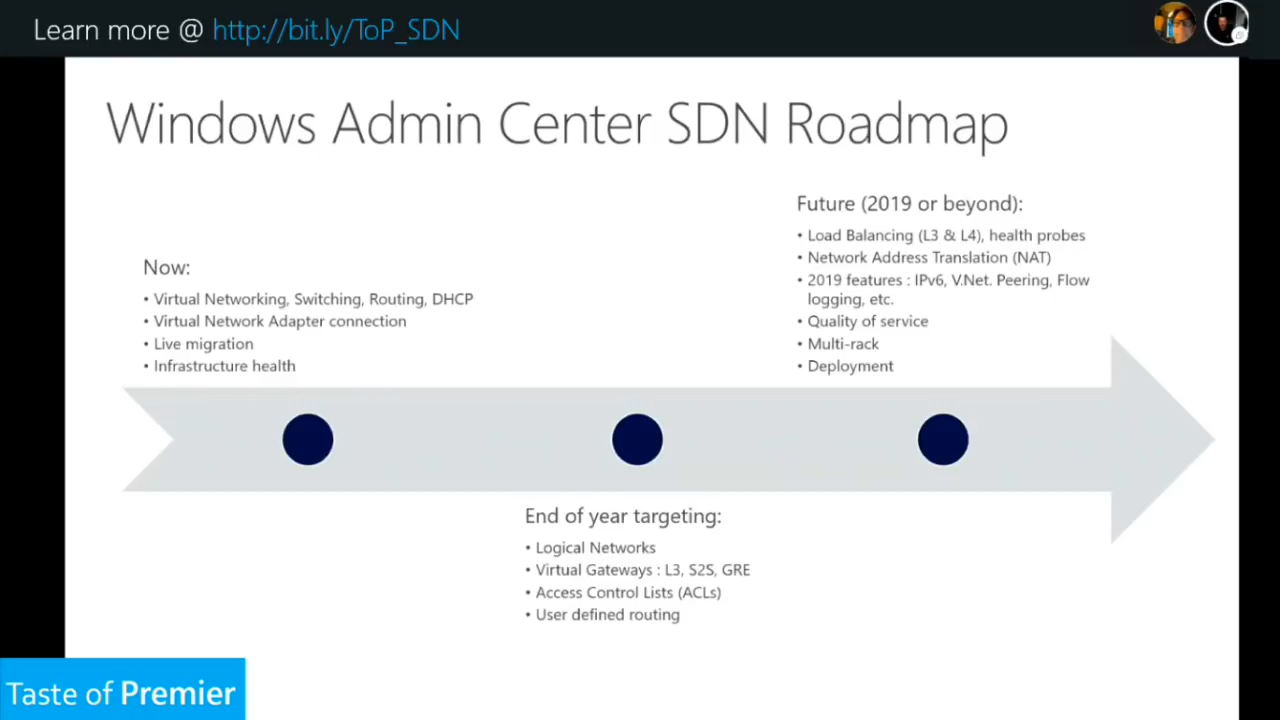 Learn more @ http://bit.ly/ToP_SDN
Windows Admin Center SDN Roadmap
Now:
• Virtual Networking, Switching, Routing, DHCP
• Virtual Network Adapter connection
• Live migration
• Infrastructure health
End of year targeting:
• Logical Networks
• Virtual Gateways : L3, S2S, GRE
• Access Control Lists (ACLs)
• User defined routing
Future (2019 or beyond):
• Load Balancing (L3 & L4), health probes
• Network Address Translation (NAT)
• 2019 features : IPv6, V.Net. Peering, Flow
logging, etc.
• Quality of service
• Multi-rack
• Deployment
Taste of Premier